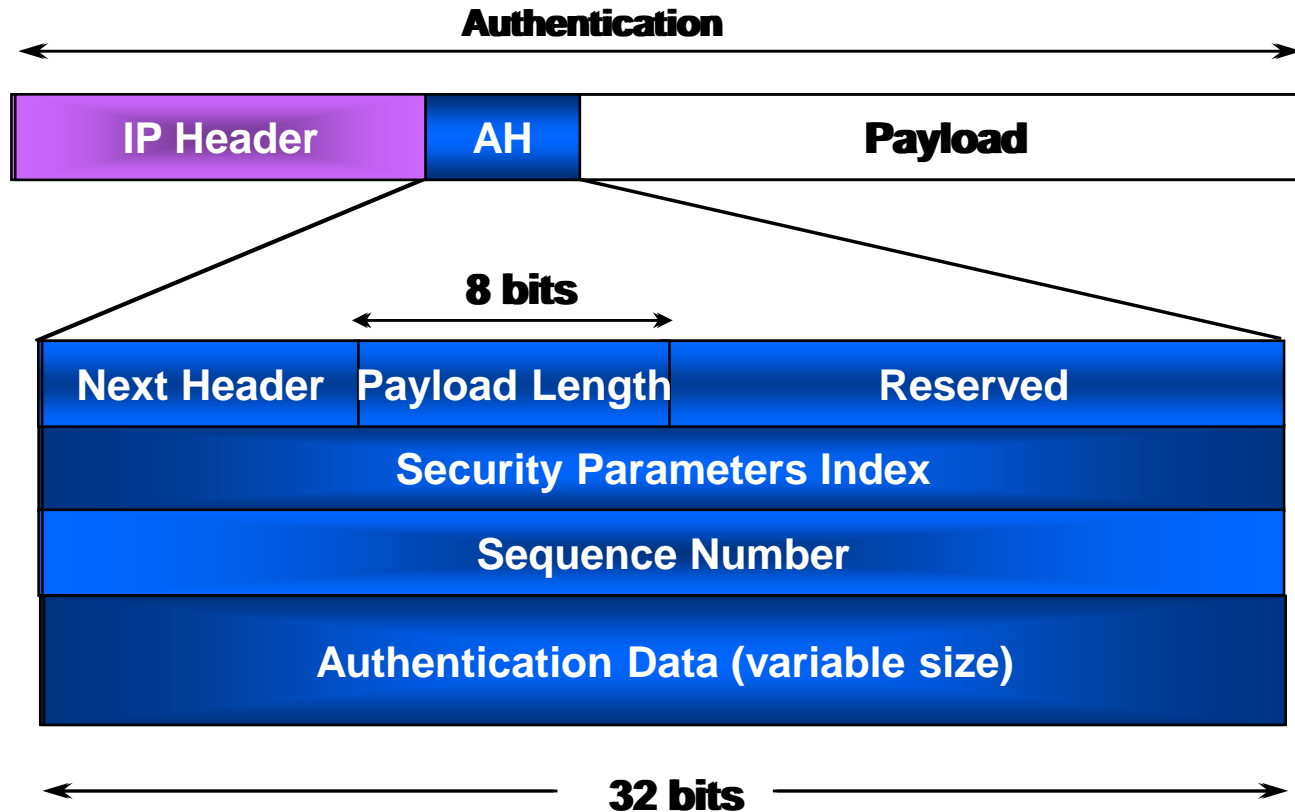 Authentication
IP Header AH Payload
8 bits
Next Header Payload Length Reserved
Security Parameters Index
Sequence Number
Authentication Data (variable size)
32 bits